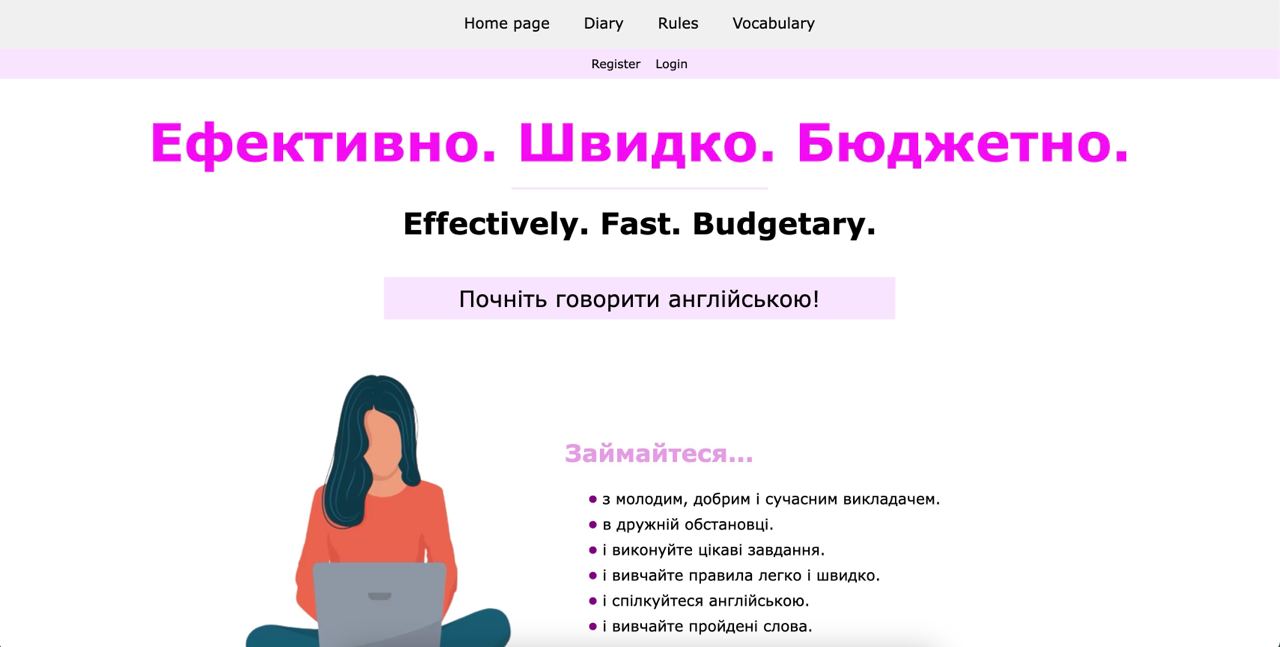 Home page Diary Rules Vocabulary
Register Login
Ефективно. Швидко. Бюджетно.
Effectively. Fast. Budgetary.
Почніть говорити англійською!
Займайтеся...
з молодим, добрим і сучасним викладачем.
в дружній обстановці.
і виконуйте цікаві завдання.
і вивчайте правила легко і швидко.
і спілкуйтеся англійською.
і вивчайте пройдені слова.